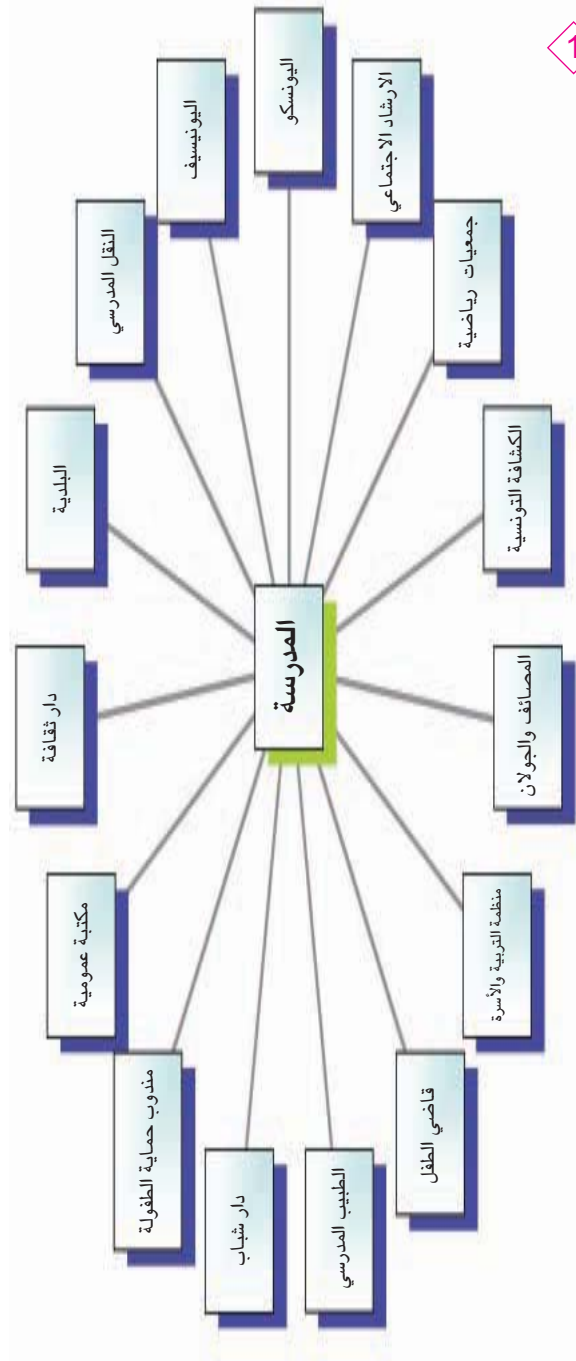 المدرسة
اليونسكو
الارشاد الاجتماعي
جمعيات رياضية
الكشافة التونسية
المصائف والجولان
منظمة التربية والأسرة
قاضي الطفل
الطبيب المدرسي
دار شباب
مندوب حماية الطفولة
مكتبة عمومية
دار ثقافة
البلدية
النقل المدرسي
اليونيسيف
1